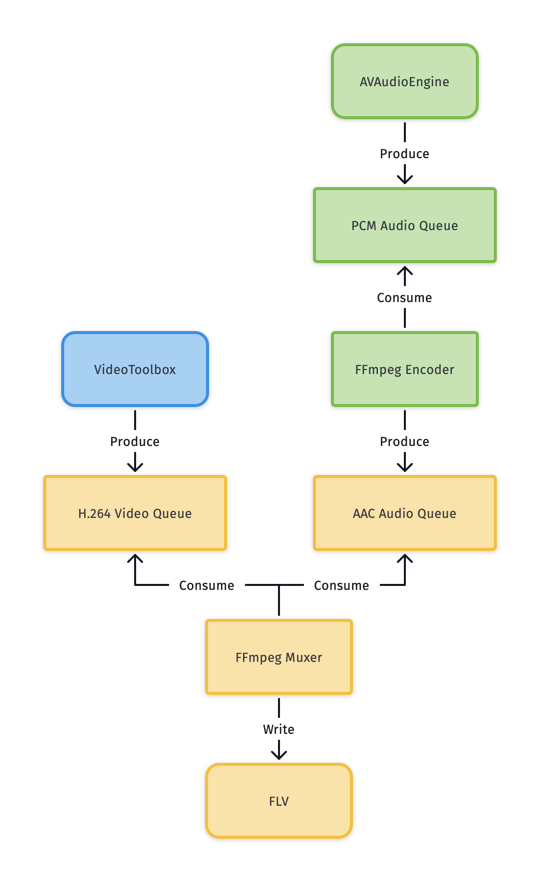 AVAudioEngine
Produce
PCM Audio Queue
Consume
VideoToolbox
FFmpeg Encoder
Produce
Produce
H.264 Video Queue
AAC Audio Queue
Consume
Consume
FFmpeg Muxer
Write
FLV